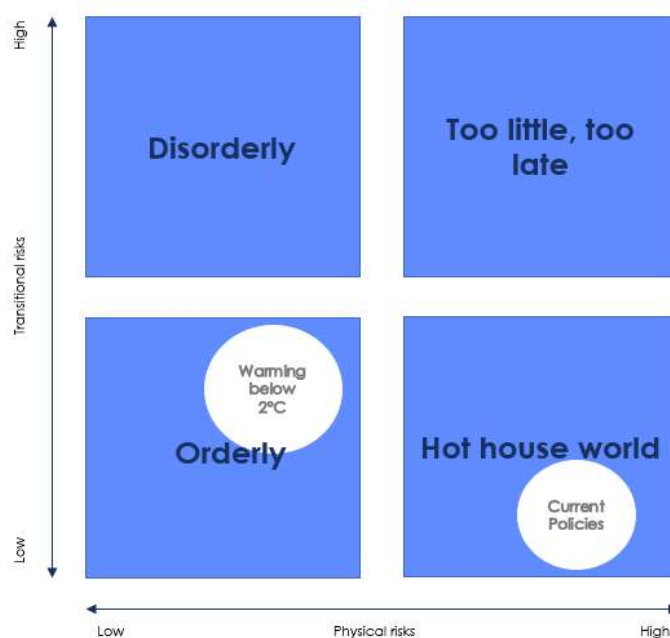 High
Disorderly
Too little, too
late
Transitional risks
Warming
below
2°C
Orderly
Hot house world
Current
Policies
Low
Low
Physical risks
High